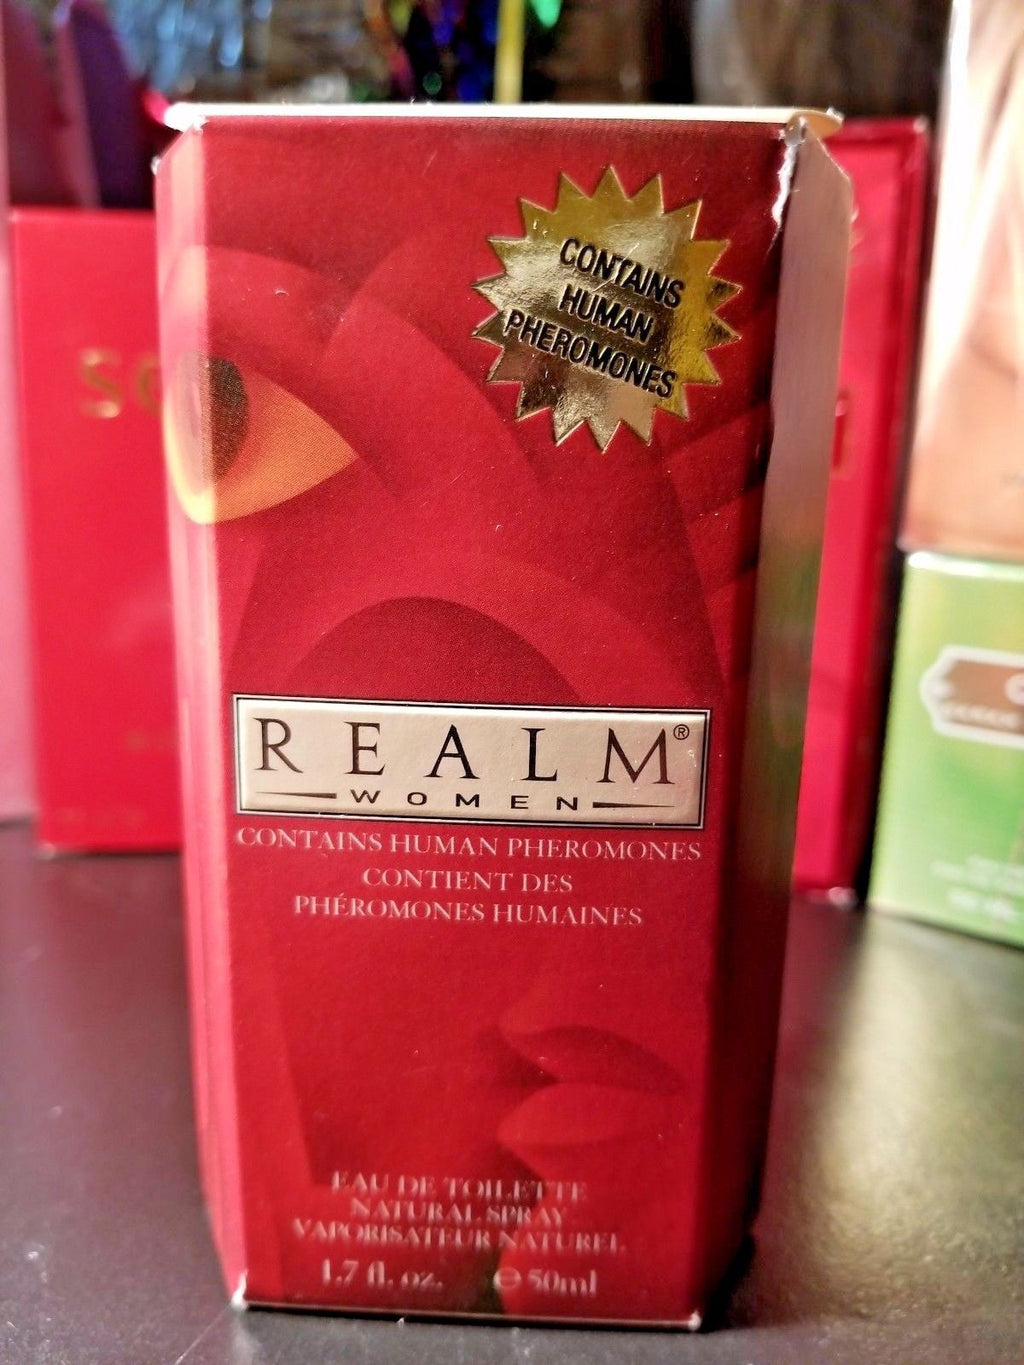 CONTAINS
HUMAN
PHEROMONES
REALM®
WOMEN
CONTAINS HUMAN PHEROMONES
CONTIENT DES
PHÉROMONES HUMAINES
EAU DE TOILETTE
NATURAL SPRAY
VAPORISATEUR NATUREL
1.7 fl. oz. ℮ 50ml